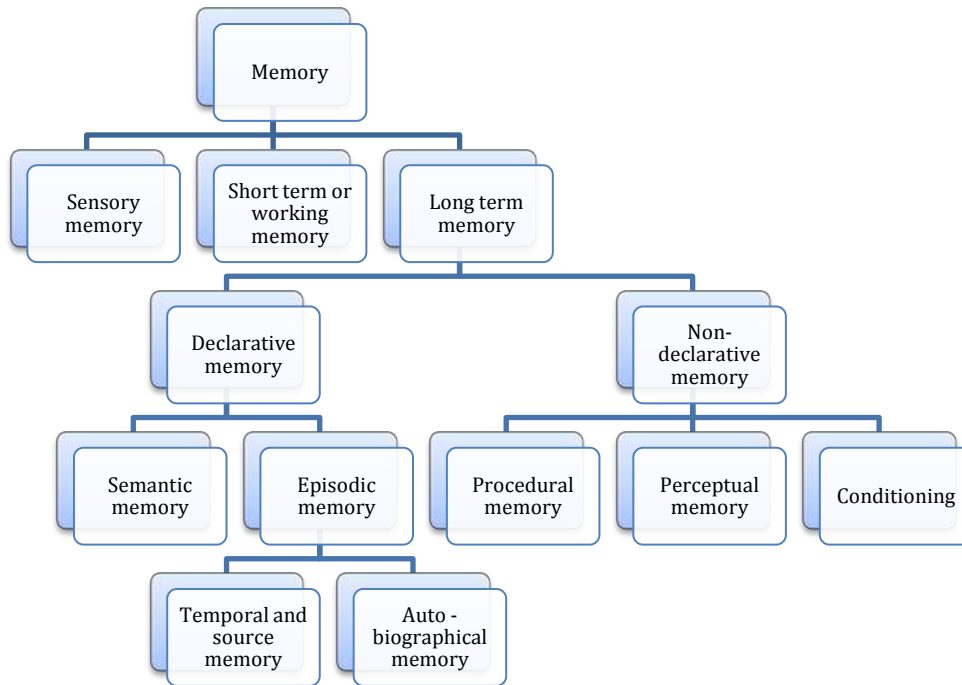 Memory
Sensory
memory
Short term or
working
memory
Long term
memory
Declarative
memory
Non-
declarative
memory
Semantic
memory
Episodic
memory
Procedural
memory
Perceptual
memory
Conditioning
Temporal and
source
memory
Auto -
biographical
memory